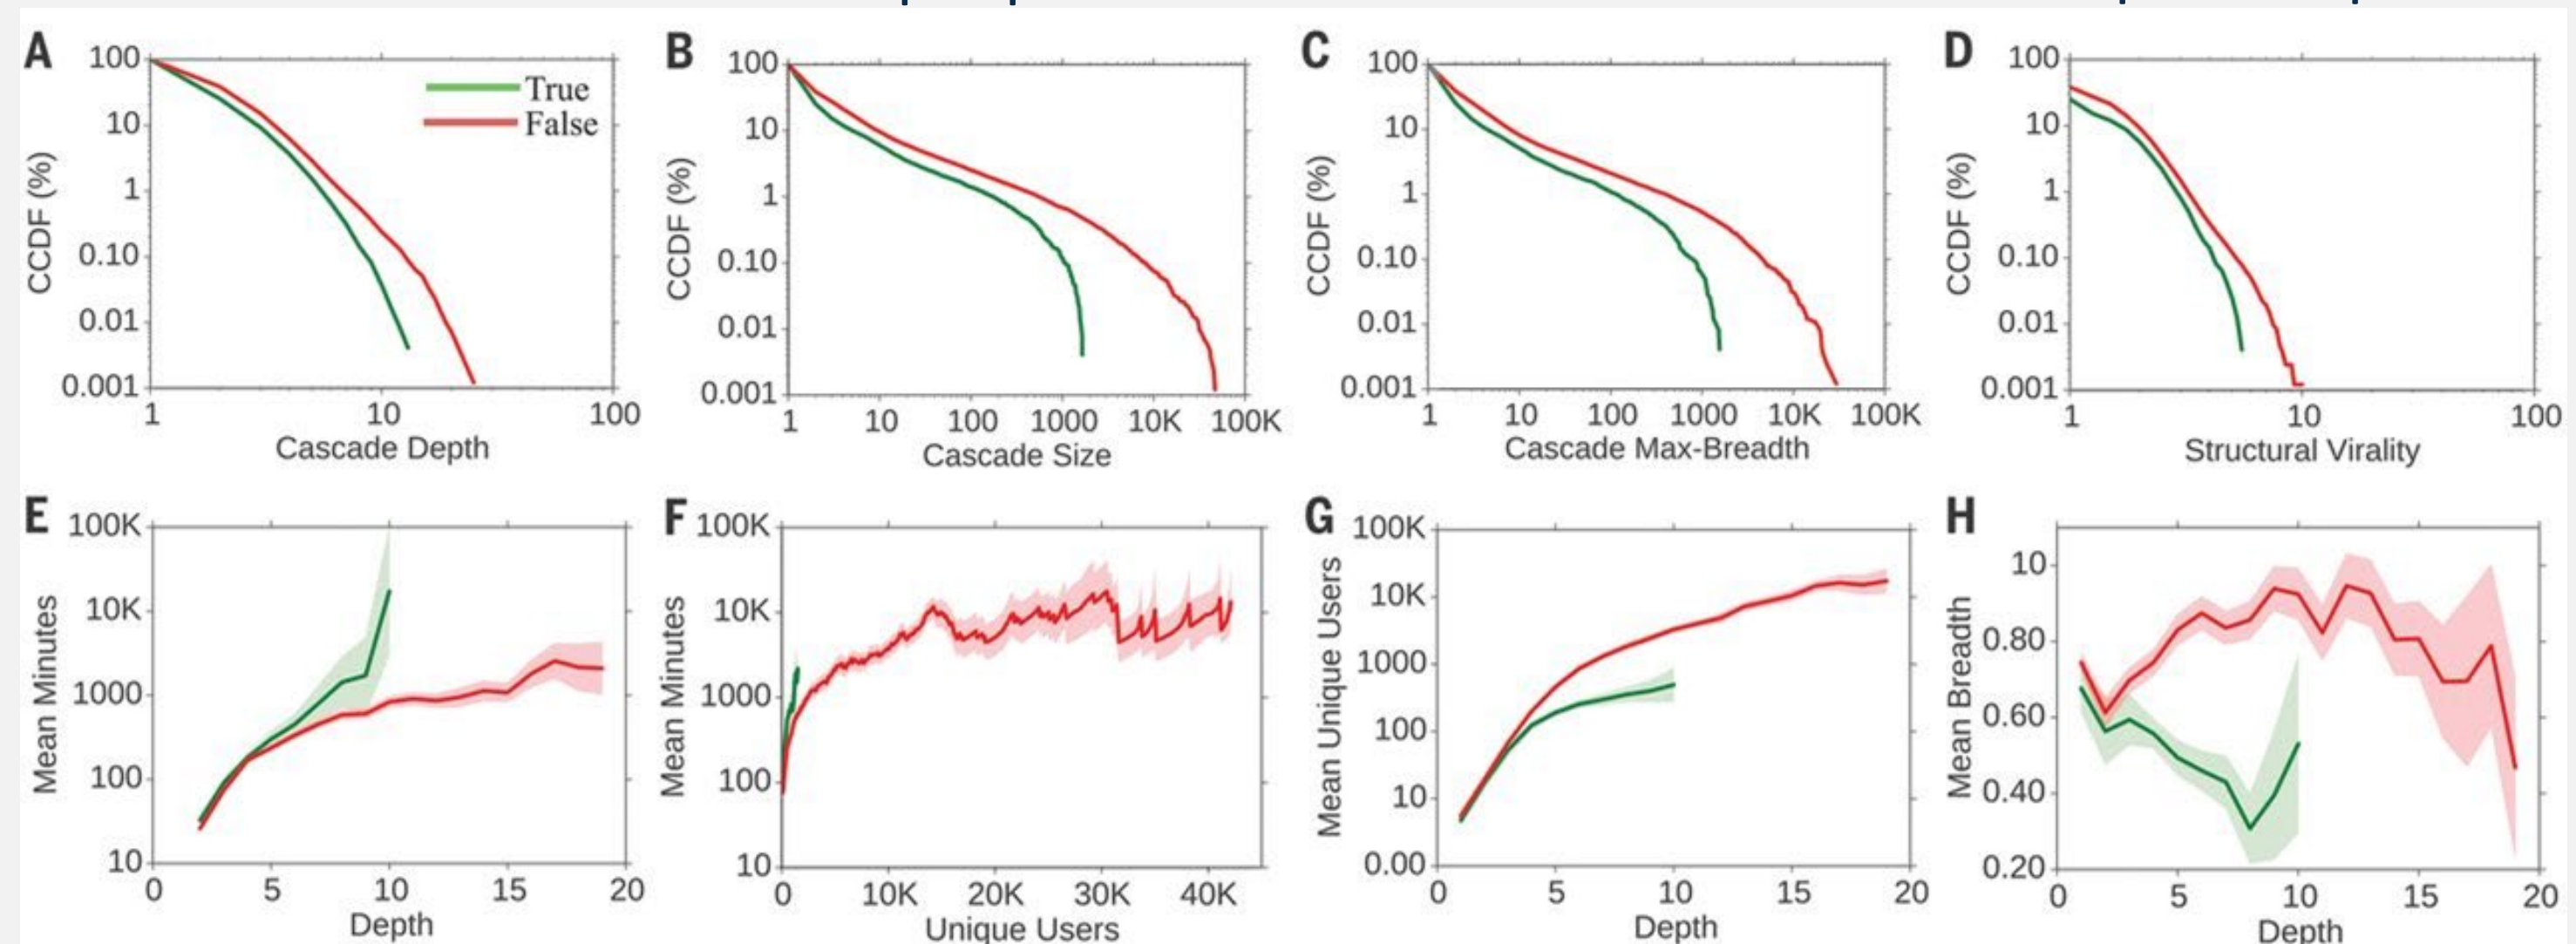 A
CCDF (%)
100
10
1
0.10
0.01
0.001
1
10
100
Cascade Depth
True
False
B
CCDF (%)
100
10
1
0.10
0.01
0.001
1
10
100
1000
10K
100K
Cascade Size
C
CCDF (%)
100
10
1
0.10
0.01
0.001
1
10
100
1000
10K
100K
Cascade Max-Breadth
D
CCDF (%)
100
10
1
0.10
0.01
0.001
1
10
100
Structural Virality
E
Mean Minutes
100K
10K
1000
100
10
0
5
10
15
20
Depth
F
Mean Minutes
100K
10K
1000
100
10
0
10K
20K
30K
40K
Unique Users
G
Mean Unique Users
100K
10K
1000
100
10
0.00
0
5
10
15
20
Depth
H
Mean Breadth
10
0.80
0.60
0.40
0.20
0
5
10
15
20
Depth